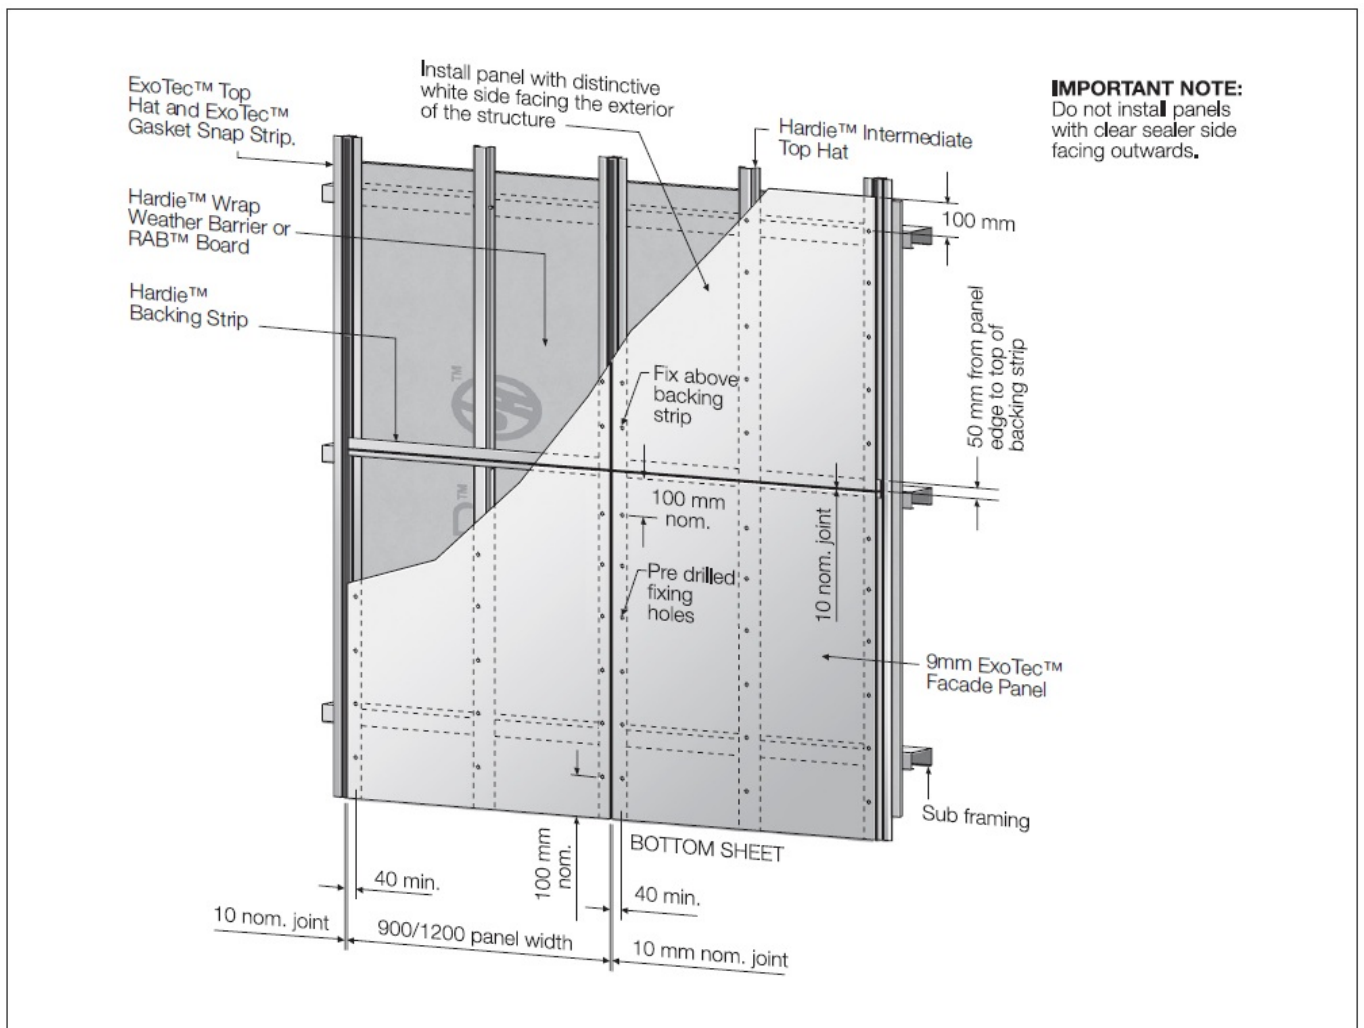 ExoTec™ Top
Hat and ExoTec™
Gasket Snap Strip.
Install panel with distinctive
white side facing the exterior
of the structure
Hardie™ Intermediate
Top Hat
IMPORTANT NOTE:
Do not install panels
with clear sealer side
facing outwards.
Hardie™ Wrap
Weather Barrier or
RAB™ Board
100 mm
Hardie™
Backing Strip
50 mm from panel
edge to top of
backing strip
™
Fix above
backing
strip
™
100 mm
nom.
10 nom. joint
Pre drilled
fixing
holes
9mm ExoTec™
Facade Panel
Sub framing
BOTTOM SHEET
100 mm
nom.
40 min.
40 min.
10 nom. joint
900/1200 panel width
10 mm nom. joint